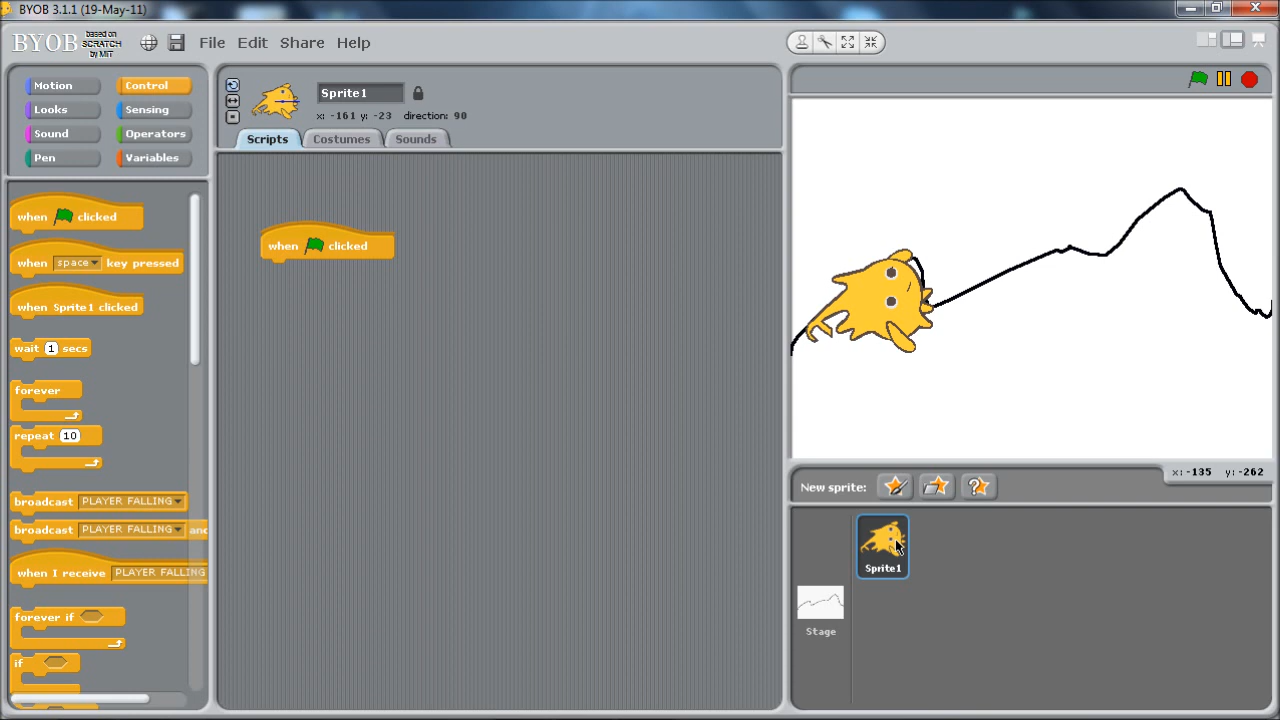 BYOB 3.1.1 (19-May-11)
BYOB based on SCRATCH by MIT File Edit Share Help
Motion Control
Looks Sensing
Sound Operators
Pen Variables
when clicked
when space key pressed
when Sprite1 clicked
wait 1 secs
forever
repeat 10
broadcast PLAYER FALLING
broadcast PLAYER FALLING and
when I receive PLAYER FALLING
forever if
if
Sprite1
x: -161 y: -23 direction: 90
Scripts Costumes Sounds
when clicked
x: -135 y: -262
New sprite:
Sprite1
Stage